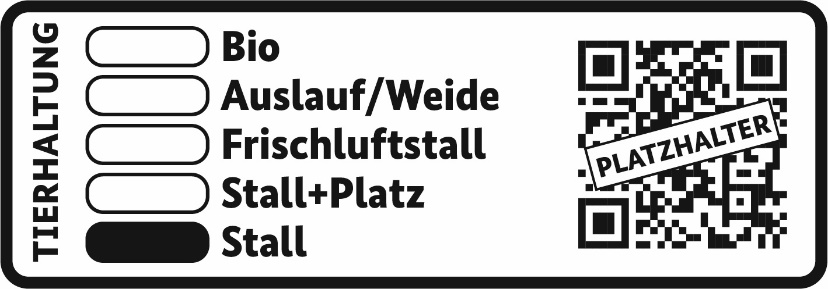 TIERHALTUNG
Bio
Auslauf/Weide
Frischluftstall
Stall+Platz
Stall
PLATZHALTER